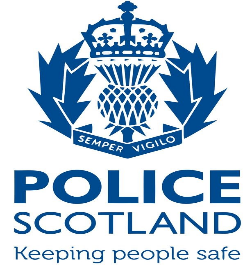 SEMPER VIGILO
POLICE
SCOTLAND
Keeping people safe